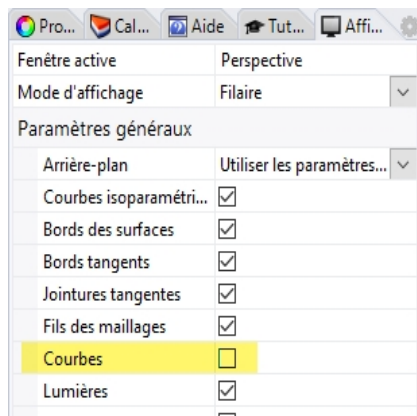 Pro... Cal... Aide Tut... Affi...
Fenêtre active Perspective
Mode d'affichage Filaire
Paramètres généraux
Arrière-plan Utiliser les paramètres...
Courbes isoparamétri...
Bords des surfaces
Bords tangents
Jointures tangentes
Fils des maillages
Courbes
Lumières